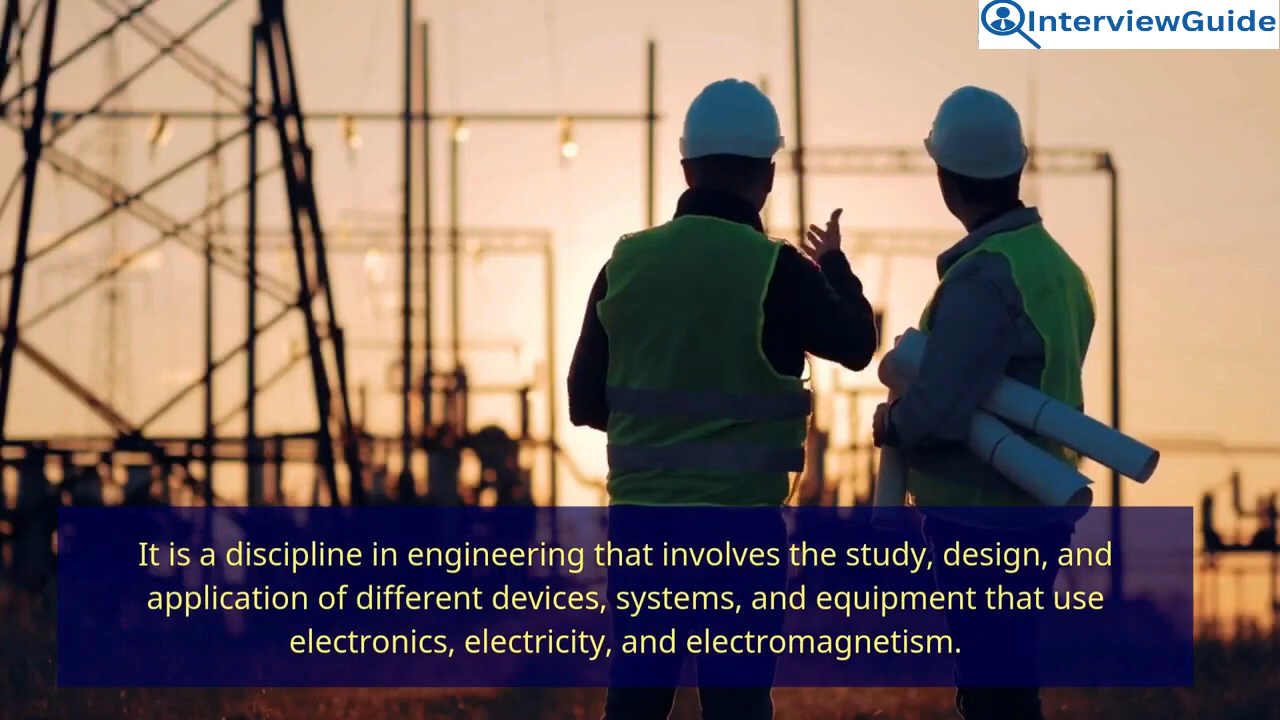 InterviewGuide
It is a discipline in engineering that involves the study, design, and
application of different devices, systems, and equipment that use
electronics, electricity, and electromagnetism.